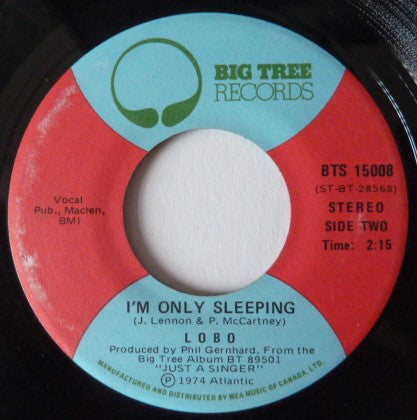 BIG TREE
RECORDS
Vocal
Pub., Maclen,
BMI
BTS 15008
(ST-BT-28568)
STEREO
SIDE TWO
Time: 2:15
I'M ONLY SLEEPING
(J. Lennon & P. McCartney)
LOBO
Produced by Phil Gernhard. From the
Big Tree Album BT 89501
"JUST A SINGER"
Ⓟ 1974 Atlantic
MANUFACTURED AND DISTRIBUTED BY WEA MUSIC OF CANADA, LTD.